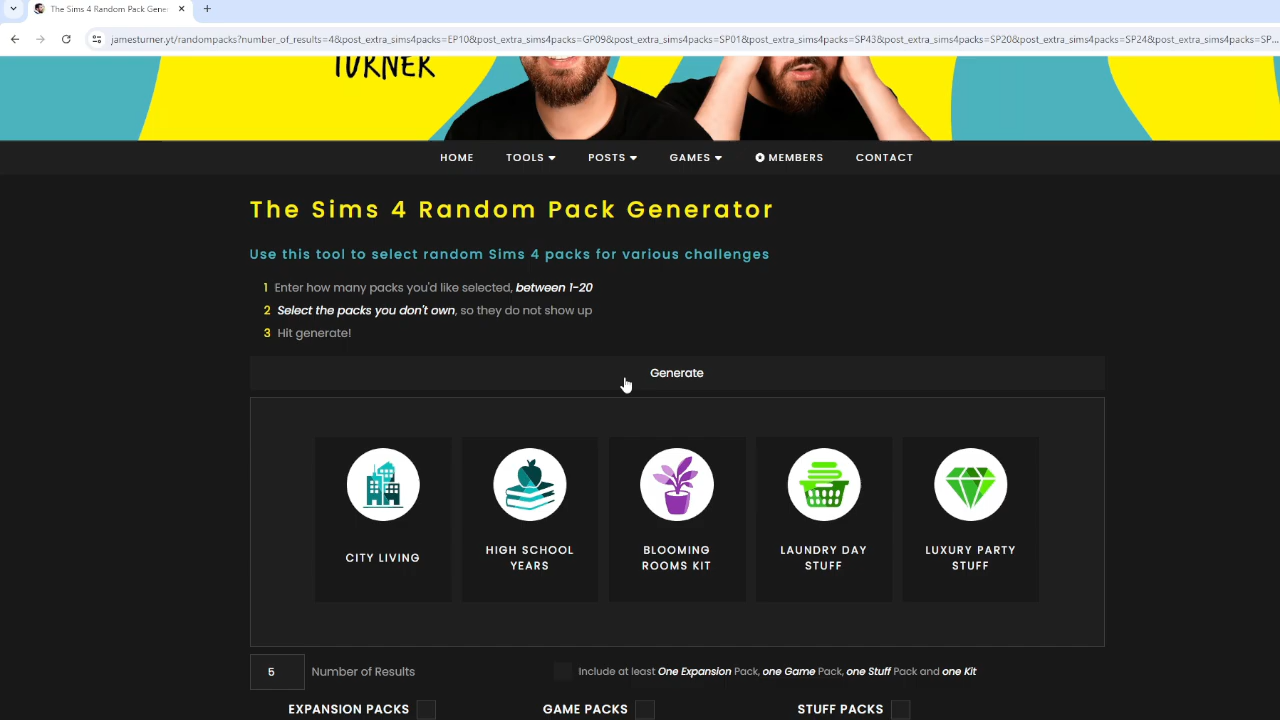 The Sims 4 Random Pack Gene
jamesturner.yt/randompacks?number_of_results=4&post_extra_sims4packs=EP10&post_extra_sims4packs=GP09&post_extra_sims4packs=SP01&post_extra_sims4packs=SP43&post_extra_sims4packs=SP20&post_extra_sims4packs=SP24&post_extra_sims4packs=SP...
TURNER
HOME TOOLS POSTS GAMES MEMBERS CONTACT
The Sims 4 Random Pack Generator
Use this tool to select random Sims 4 packs for various challenges
1 Enter how many packs you'd like selected, between 1-20
2 Select the packs you don't own, so they do not show up
3 Hit generate!
Generate
CITY LIVING
HIGH SCHOOL
YEARS
BLOOMING
ROOMS KIT
LAUNDRY DAY
STUFF
LUXURY PARTY
STUFF
5 Number of Results
Include at least One Expansion Pack, one Game Pack, one Stuff Pack and one Kit
EXPANSION PACKS GAME PACKS STUFF PACKS